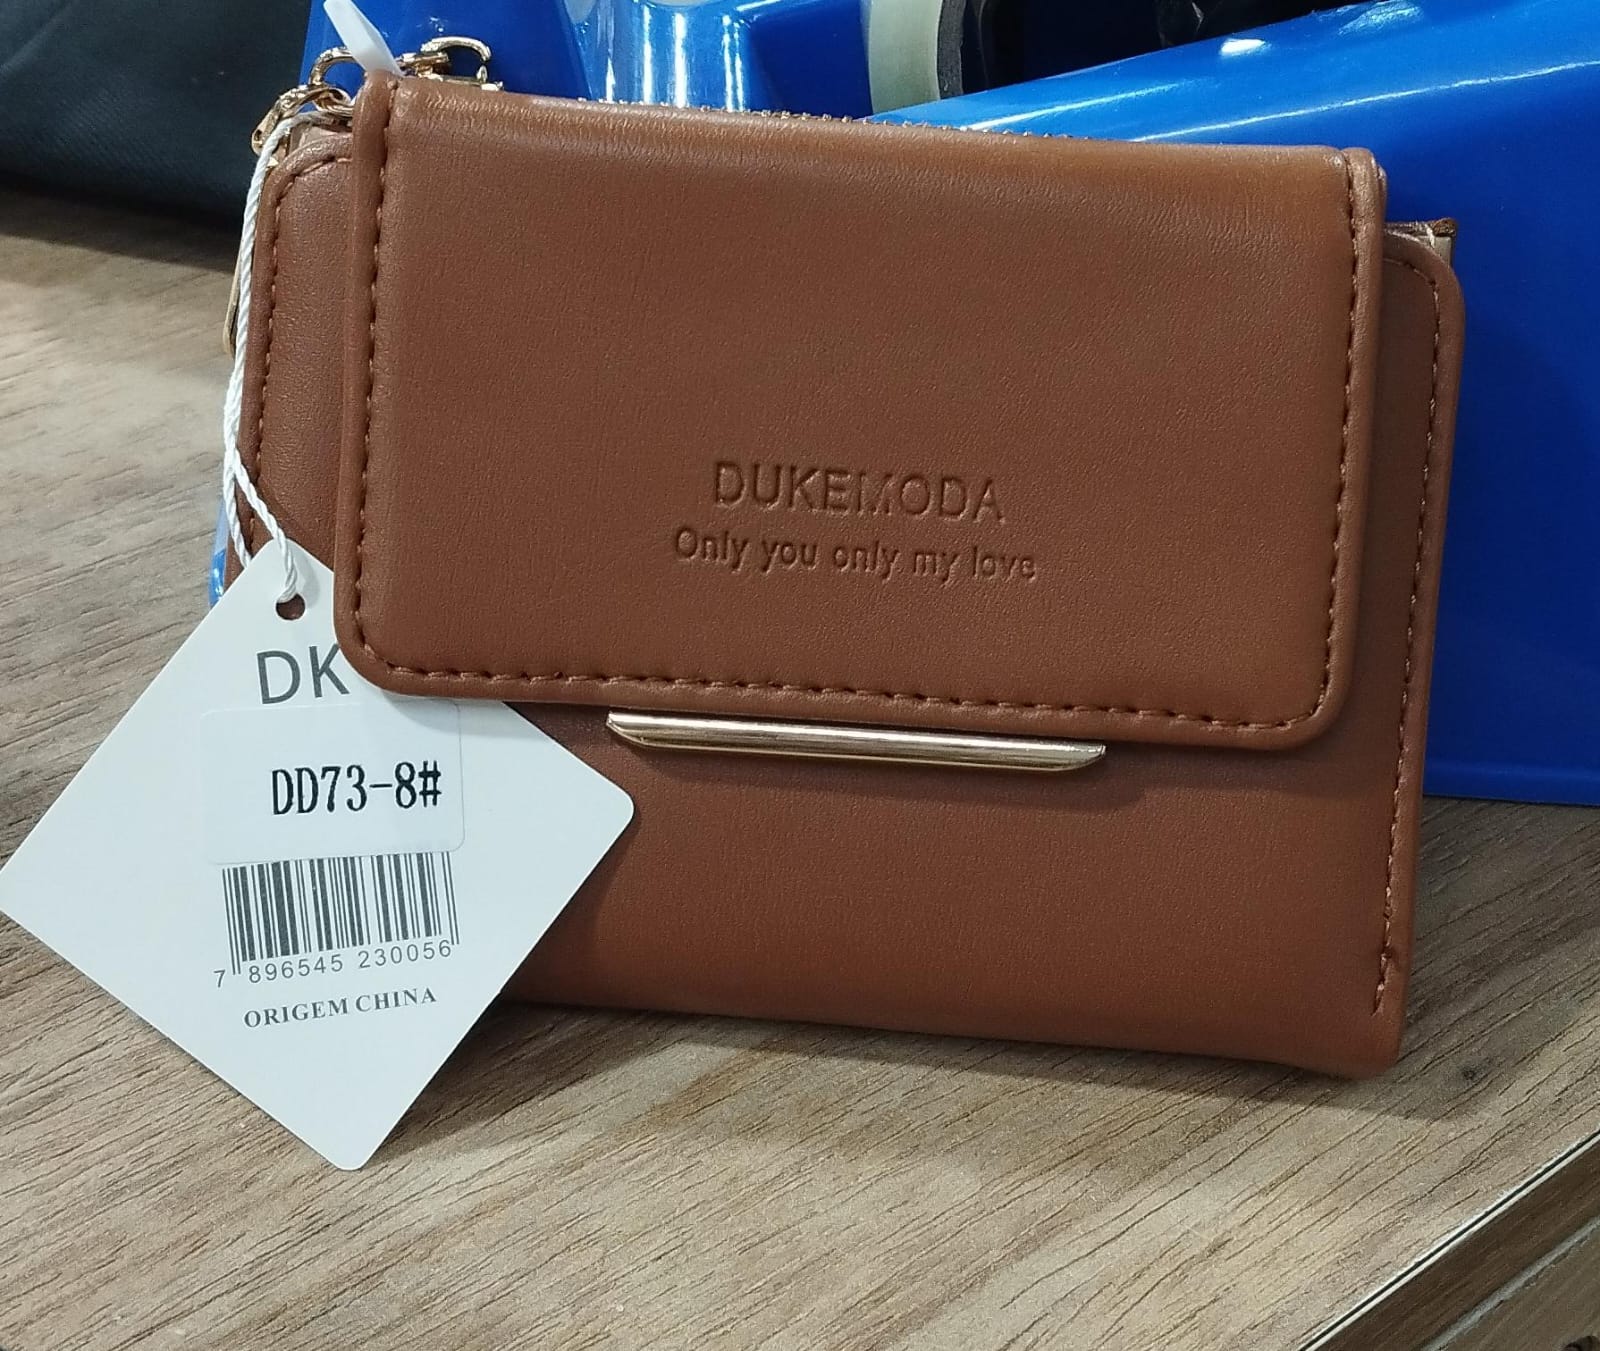 DUKEMODA
Only you only my love
DK
DD73-8#
7 896545 230056
ORIGEM CHINA